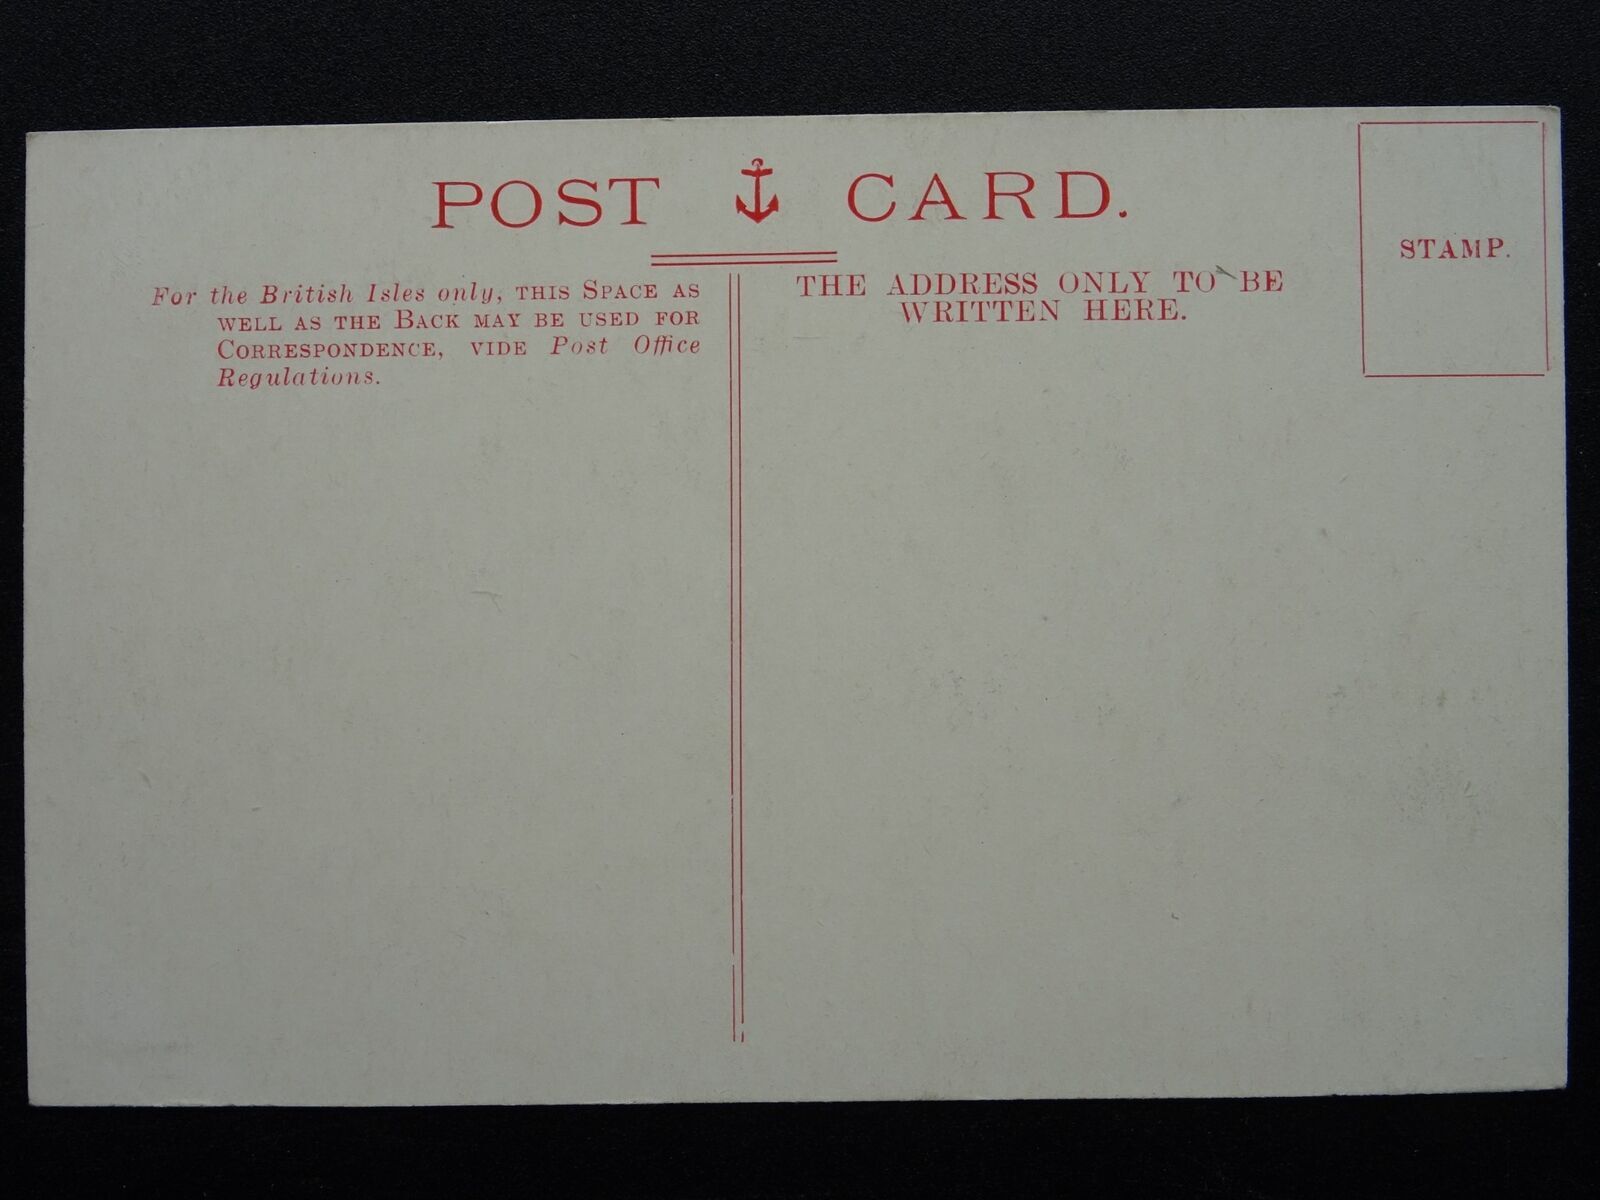 POST CARD.
For the British Isles only, THIS SPACE AS
WELL AS THE BACK MAY BE USED FOR
CORRESPONDENCE, VIDE Post Office
Regulations.
THE ADDRESS ONLY TO BE
WRITTEN HERE.
STAMP.